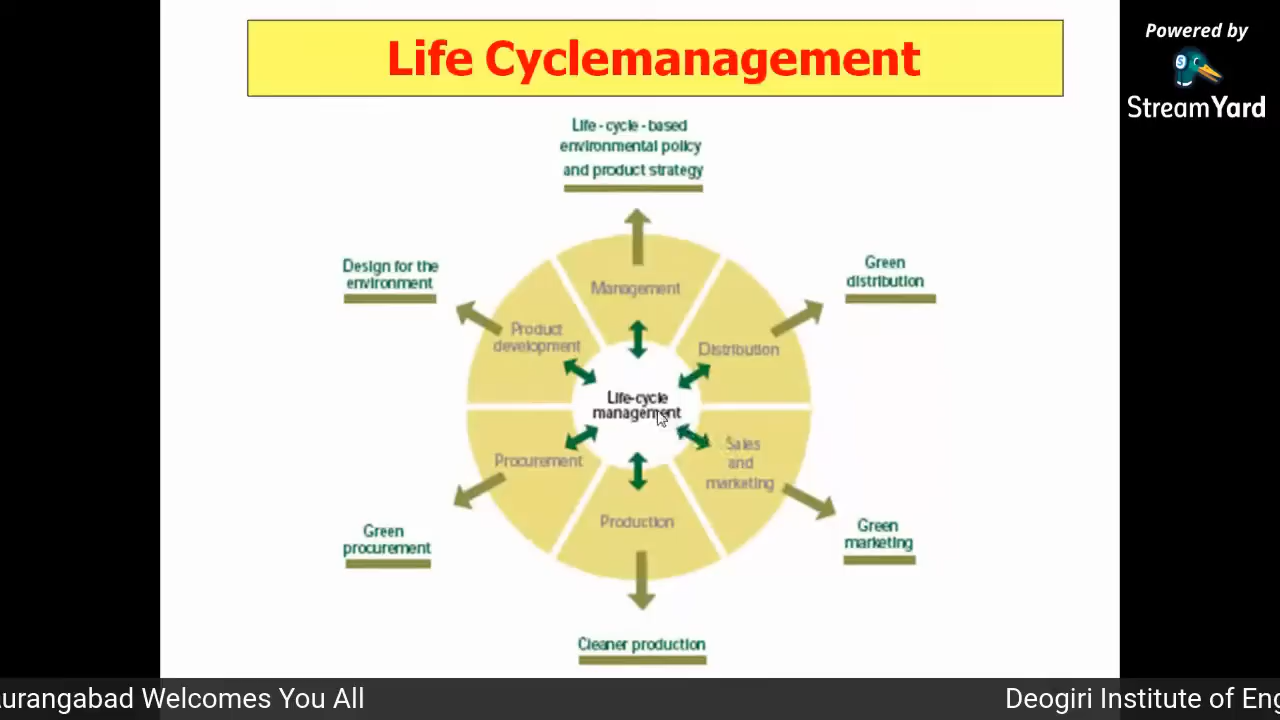 Life Cyclemanagement
Powered by
StreamYard
Life-cycle-based
environmental policy
and product strategy
Design for the
environment
Green
distribution
Management
Product
development
Distribution
Life-cycle
management
Procurement
Sales
and
marketing
Production
Green
procurement
Green
marketing
Cleaner production
urangabad Welcomes You All
Deogiri Institute of Eng